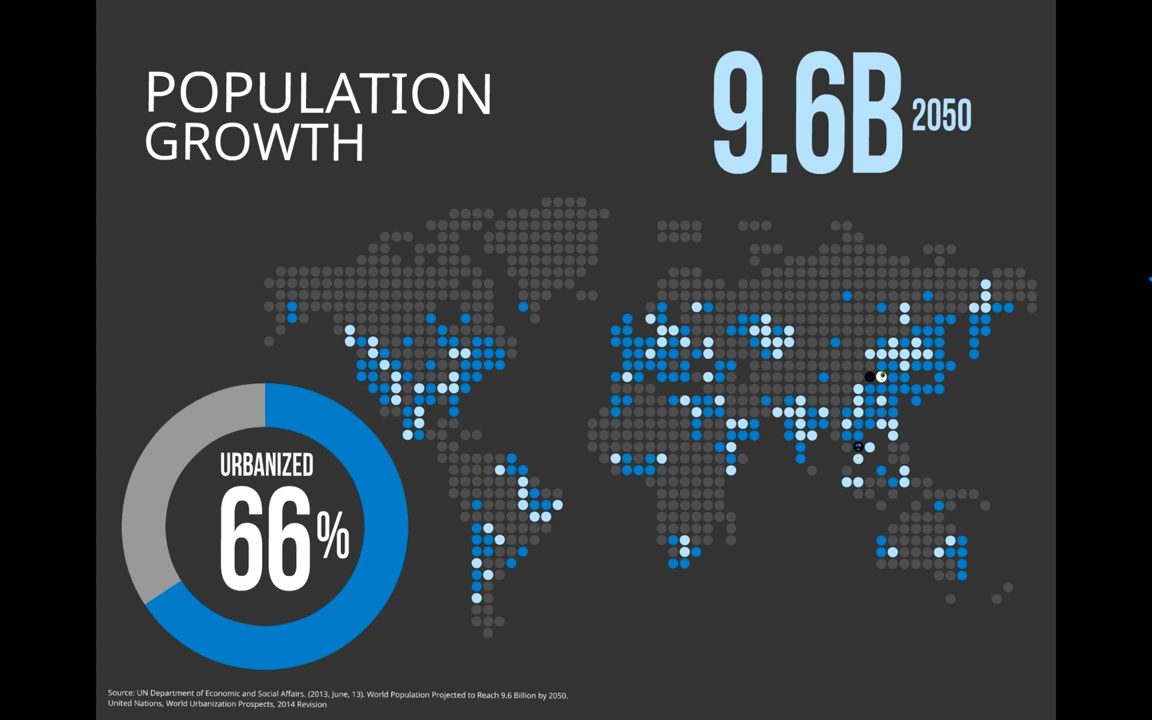 POPULATION
GROWTH
9.6B 2050
URBANIZED
66%
Source: UN Department of Economic and Social Affairs. (2013, June, 13). World Population Projected to Reach 9.6 Billion by 2050.
United Nations, World Urbanization Prospects, 2014 Revision